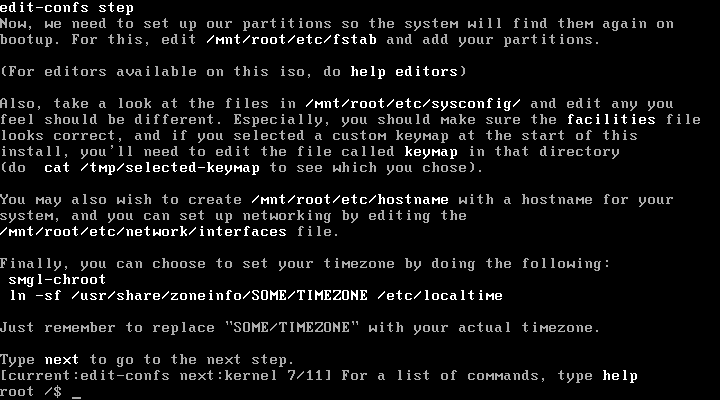 edit-confs step
Now, we need to set up our partitions so the system will find them again on
bootup. For this, edit /mnt/root/etc/fstab and add your partitions.
(For editors available on this iso, do help editors)
Also, take a look at the files in /mnt/root/etc/sysconfig/ and edit any you
feel should be different. Especially, you should make sure the facilities file
looks correct, and if you selected a custom keymap at the start of this
install, you'll need to edit the file called keymap in that directory
(do  cat /tmp/selected-keymap to see which you chose).
You may also wish to create /mnt/root/etc/hostname with a hostname for your
system, and you can set up networking by editing the
/mnt/root/etc/network/interfaces file.
Finally, you can choose to set your timezone by doing the following:
smgl-chroot
ln -sf /usr/share/zoneinfo/SOME/TIMEZONE /etc/localtime
Just remember to replace "SOME/TIMEZONE" with your actual timezone.
Type next to go to the next step.
[current:edit-confs next:kernel 7/11] For a list of commands, type help
root /$ _